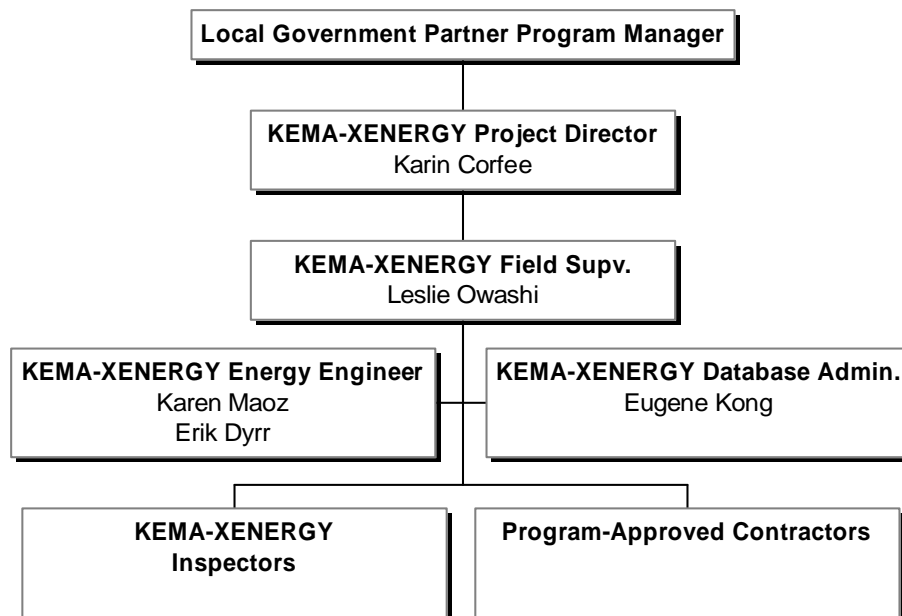 Local Government Partner Program Manager
KEMA-XENERGY Project Director
Karin Corfee
KEMA-XENERGY Field Supv.
Leslie Owashi
KEMA-XENERGY Energy Engineer
Karen Maoz
Erik Dyrr
KEMA-XENERGY Database Admin.
Eugene Kong
KEMA-XENERGY
Inspectors
Program-Approved Contractors